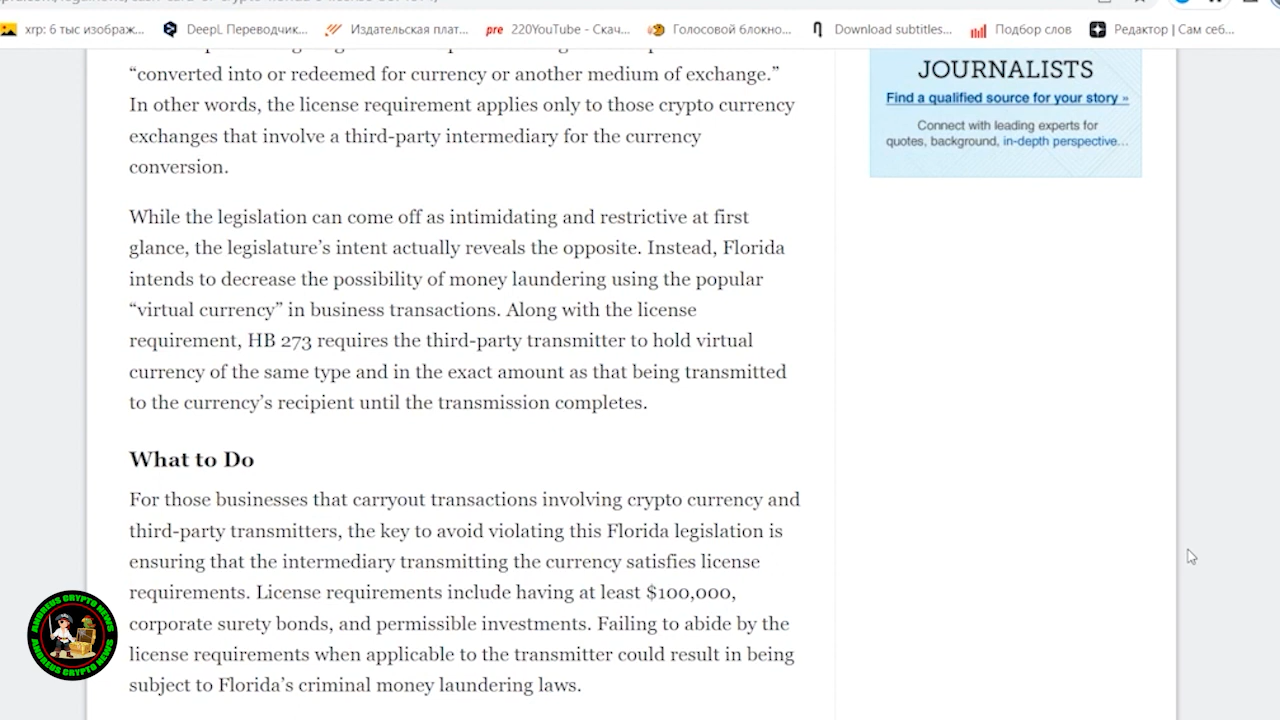 xrp: 6 тыс изображ...
DeepL Переводчик...
Издательская плат...
pre 220YouTube - Скач...
Голосовой блокно...
Download subtitles...
Подбор слов
Редактор | Сам себ...
“converted into or redeemed for currency or another medium of exchange.”
In other words, the license requirement applies only to those crypto currency
exchanges that involve a third-party intermediary for the currency
conversion.
While the legislation can come off as intimidating and restrictive at first
glance, the legislature’s intent actually reveals the opposite. Instead, Florida
intends to decrease the possibility of money laundering using the popular
“virtual currency” in business transactions. Along with the license
requirement, HB 273 requires the third-party transmitter to hold virtual
currency of the same type and in the exact amount as that being transmitted
to the currency’s recipient until the transmission completes.
What to Do
For those businesses that carryout transactions involving crypto currency and
third-party transmitters, the key to avoid violating this Florida legislation is
ensuring that the intermediary transmitting the currency satisfies license
requirements. License requirements include having at least $100,000,
corporate surety bonds, and permissible investments. Failing to abide by the
license requirements when applicable to the transmitter could result in being
subject to Florida’s criminal money laundering laws.
JOURNALISTS
Find a qualified source for your story »
Connect with leading experts for
quotes, background, in-depth perspective...
ANDREUS CRYPTO NEWS
ANDREUS CRYPTO NEWS